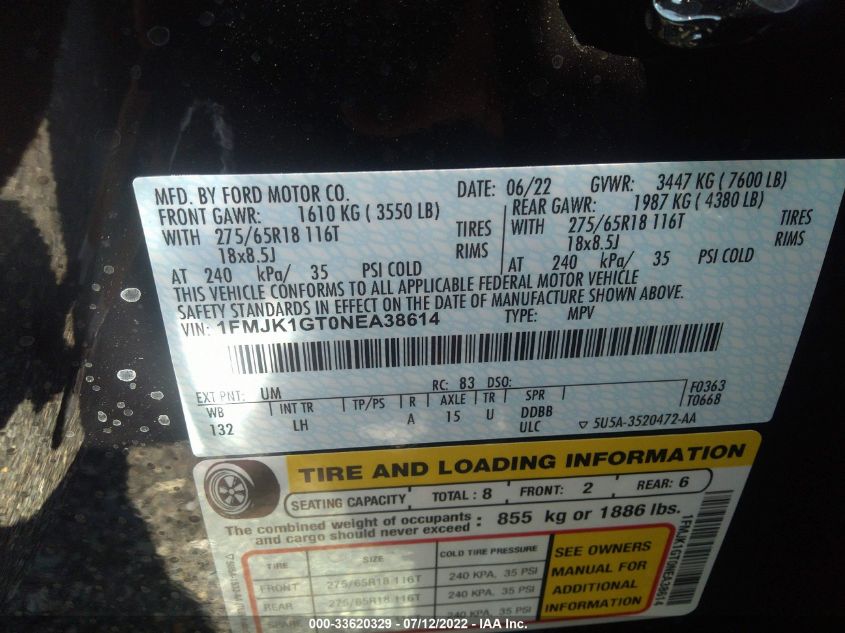 MFD. BY FORD MOTOR CO. DATE: 06/22 GVWR: 3447 KG ( 7600 LB)
FRONT GAWR: 1610 KG ( 3550 LB) REAR GAWR: 1987 KG ( 4380 LB)
WITH 275/65R18 116T TIRES WITH 275/65R18 116T TIRES
18x8.5J RIMS 18x8.5J RIMS
AT 240 kPa/ 35 PSI COLD AT 240 kPa/ 35 PSI COLD
THIS VEHICLE CONFORMS TO ALL APPLICABLE FEDERAL MOTOR VEHICLE
SAFETY STANDARDS IN EFFECT ON THE DATE OF MANUFACTURE SHOWN ABOVE.
VIN: 1FMJK1GT0NEA38614 TYPE: MPV
EXT PNT: UM RC: 83 DSO:
WB INT TR TP/PS R AXLE TR SPR F0363
132 LH A 15 U DDBB T0668
ULC ▽ 5U5A-3520472-AA
TIRE AND LOADING INFORMATION
SEATING CAPACITY TOTAL : 8 FRONT: 2 REAR: 6
The combined weight of occupants and cargo should never exceed : 855 kg or 1886 lbs.
TIRE SIZE COLD TIRE PRESSURE
FRONT 275/65R18 116T 240 KPA, 35 PSI
REAR 275/65R18 116T 240 KPA, 35 PSI
SPARE 240 KPA, 35 PSI
SEE OWNERS
MANUAL FOR
ADDITIONAL
INFORMATION
1FMJK1GT0NEA38614
000-33620329 - 07/12/2022 - IAA Inc.